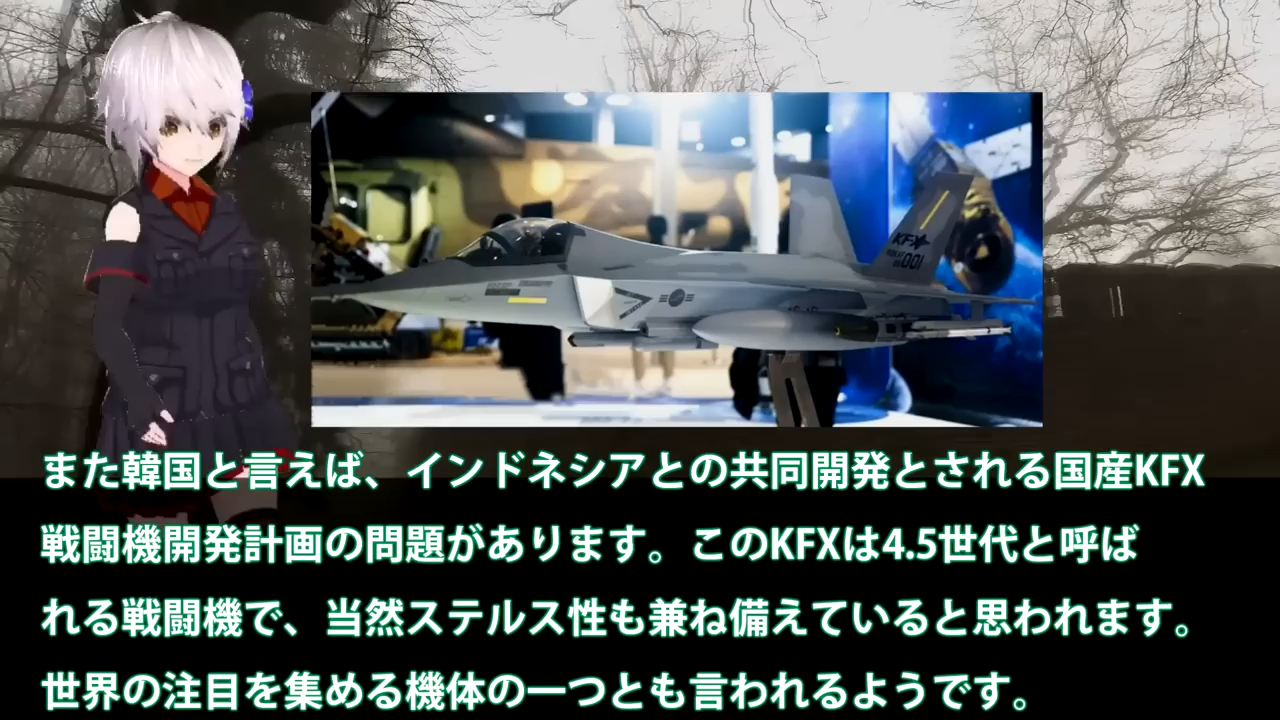 KFX
001
また韓国と言えば、インドネシアとの共同開発とされる国産KFX
戦闘機開発計画の問題があります。このKFXは4.5世代と呼ば
れる戦闘機で、当然ステルス性も兼ね備えていると思われます。
世界の注目を集める機体の一つとも言われるようです。